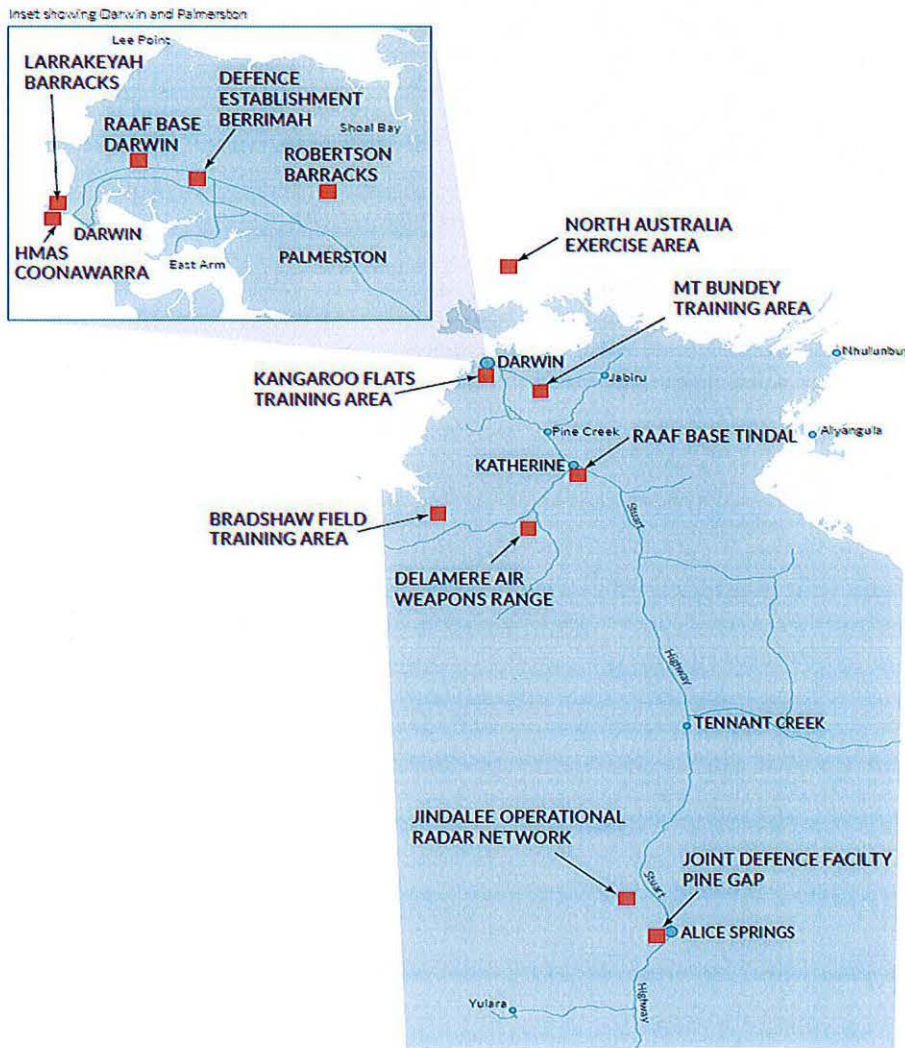 Inset showing Darwin and Palmerston
Lee Point
LARRAKEYAH
BARRACKS
DEFENCE
ESTABLISHMENT
BERRIMAH
RAAF BASE
DARWIN
Shoal Bay
ROBERTSON
BARRACKS
DARWIN
HMAS
COONAWARRA
East Arm
PALMERSTON
NORTH AUSTRALIA
EXERCISE AREA
MT BUNDEY
TRAINING AREA
DARWIN
Nhulunbuy
KANGAROO FLATS
TRAINING AREA
Jabiru
Pine Creek
RAAF BASE TINDAL
Alyangula
KATHERINE
BRADSHAW FIELD
TRAINING AREA
Stuart
DELAMERE AIR
WEAPONS RANGE
Highway
TENNANT CREEK
JINDALEE OPERATIONAL
RADAR NETWORK
JOINT DEFENCE FACILTY
PINE GAP
Stuart
ALICE SPRINGS
Yulara
Highway